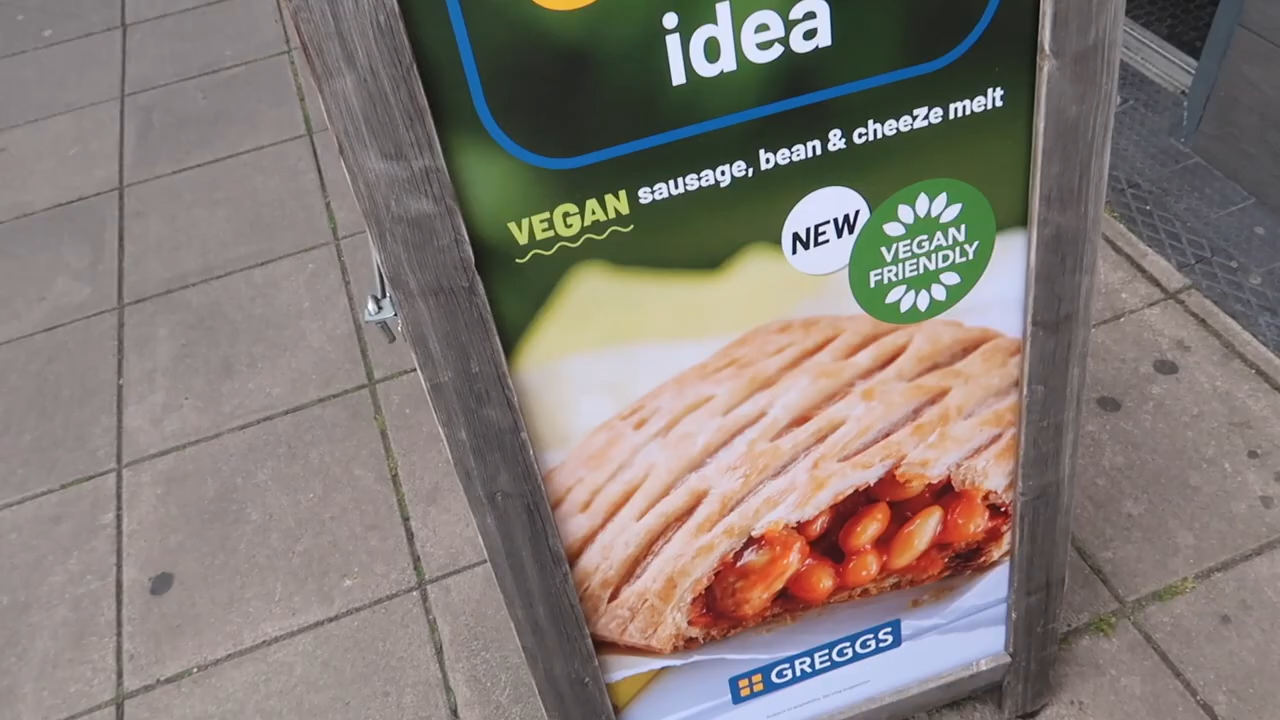 idea
VEGAN sausage, bean & cheeZe melt
NEW
VEGAN
FRIENDLY
GREGGS